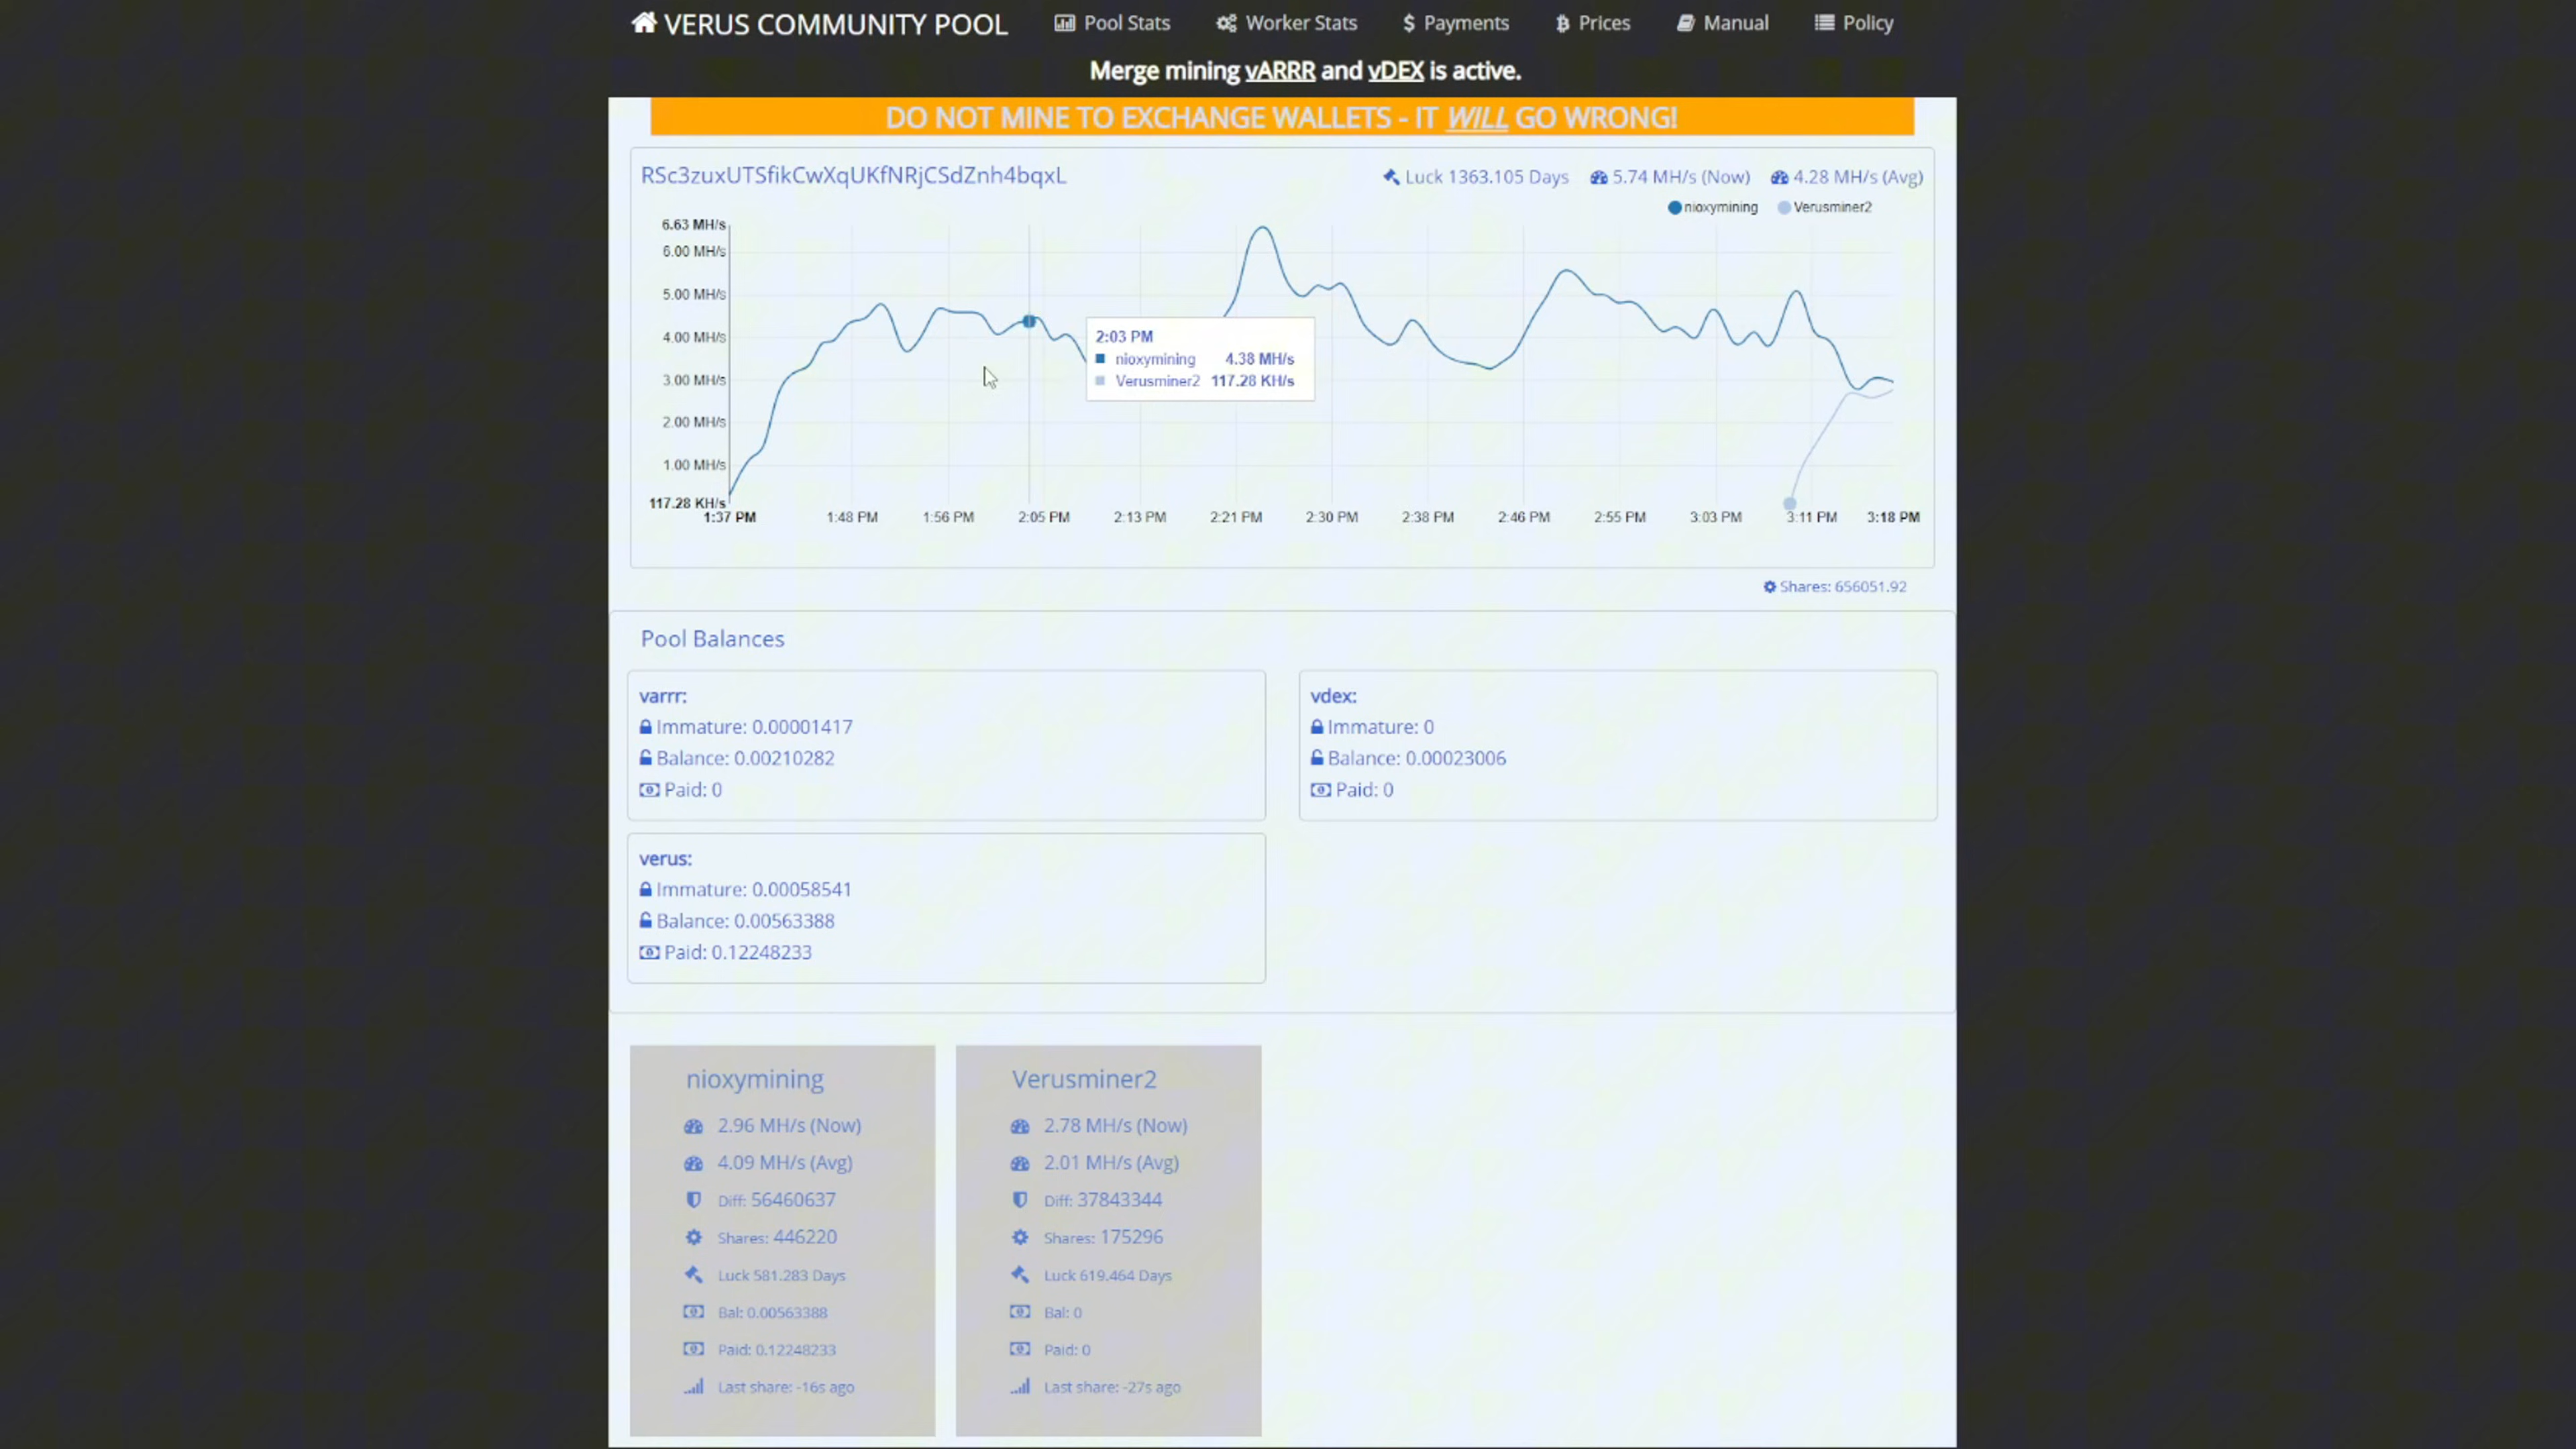 VERUS COMMUNITY POOL Pool Stats Worker Stats $ Payments Prices Manual Policy
Merge mining vARRR and vDEX is active.
DO NOT MINE TO EXCHANGE WALLETS - IT WILL GO WRONG!
RSc3zuxUTSfikCwXqUKfNRjCSdZnh4bqxL Luck 1363.105 Days 5.74 MH/s (Now) 4.28 MH/s (Avg)
nioxymining Verusminer2
6.63 MH/s
6.00 MH/s
5.00 MH/s
4.00 MH/s
3.00 MH/s
2.00 MH/s
1.00 MH/s
117.28 KH/s
2:03 PM
nioxymining 4.38 MH/s
Verusminer2 117.28 KH/s
1:37 PM 1:48 PM 1:56 PM 2:05 PM 2:13 PM 2:21 PM 2:30 PM 2:38 PM 2:46 PM 2:55 PM 3:03 PM 3:11 PM 3:18 PM
Shares: 656051.92
Pool Balances
varrr:
Immature: 0.00001417
Balance: 0.00210282
Paid: 0
vdex:
Immature: 0
Balance: 0.00023006
Paid: 0
verus:
Immature: 0.00058541
Balance: 0.00563388
Paid: 0.12248233
nioxymining
2.96 MH/s (Now)
4.09 MH/s (Avg)
Diff: 56460637
Shares: 446220
Luck 581.283 Days
Bal: 0.00563388
Paid: 0.12248233
Last share: -16s ago
Verusminer2
2.78 MH/s (Now)
2.01 MH/s (Avg)
Diff: 37843344
Shares: 175296
Luck 619.464 Days
Bal: 0
Paid: 0
Last share: -27s ago